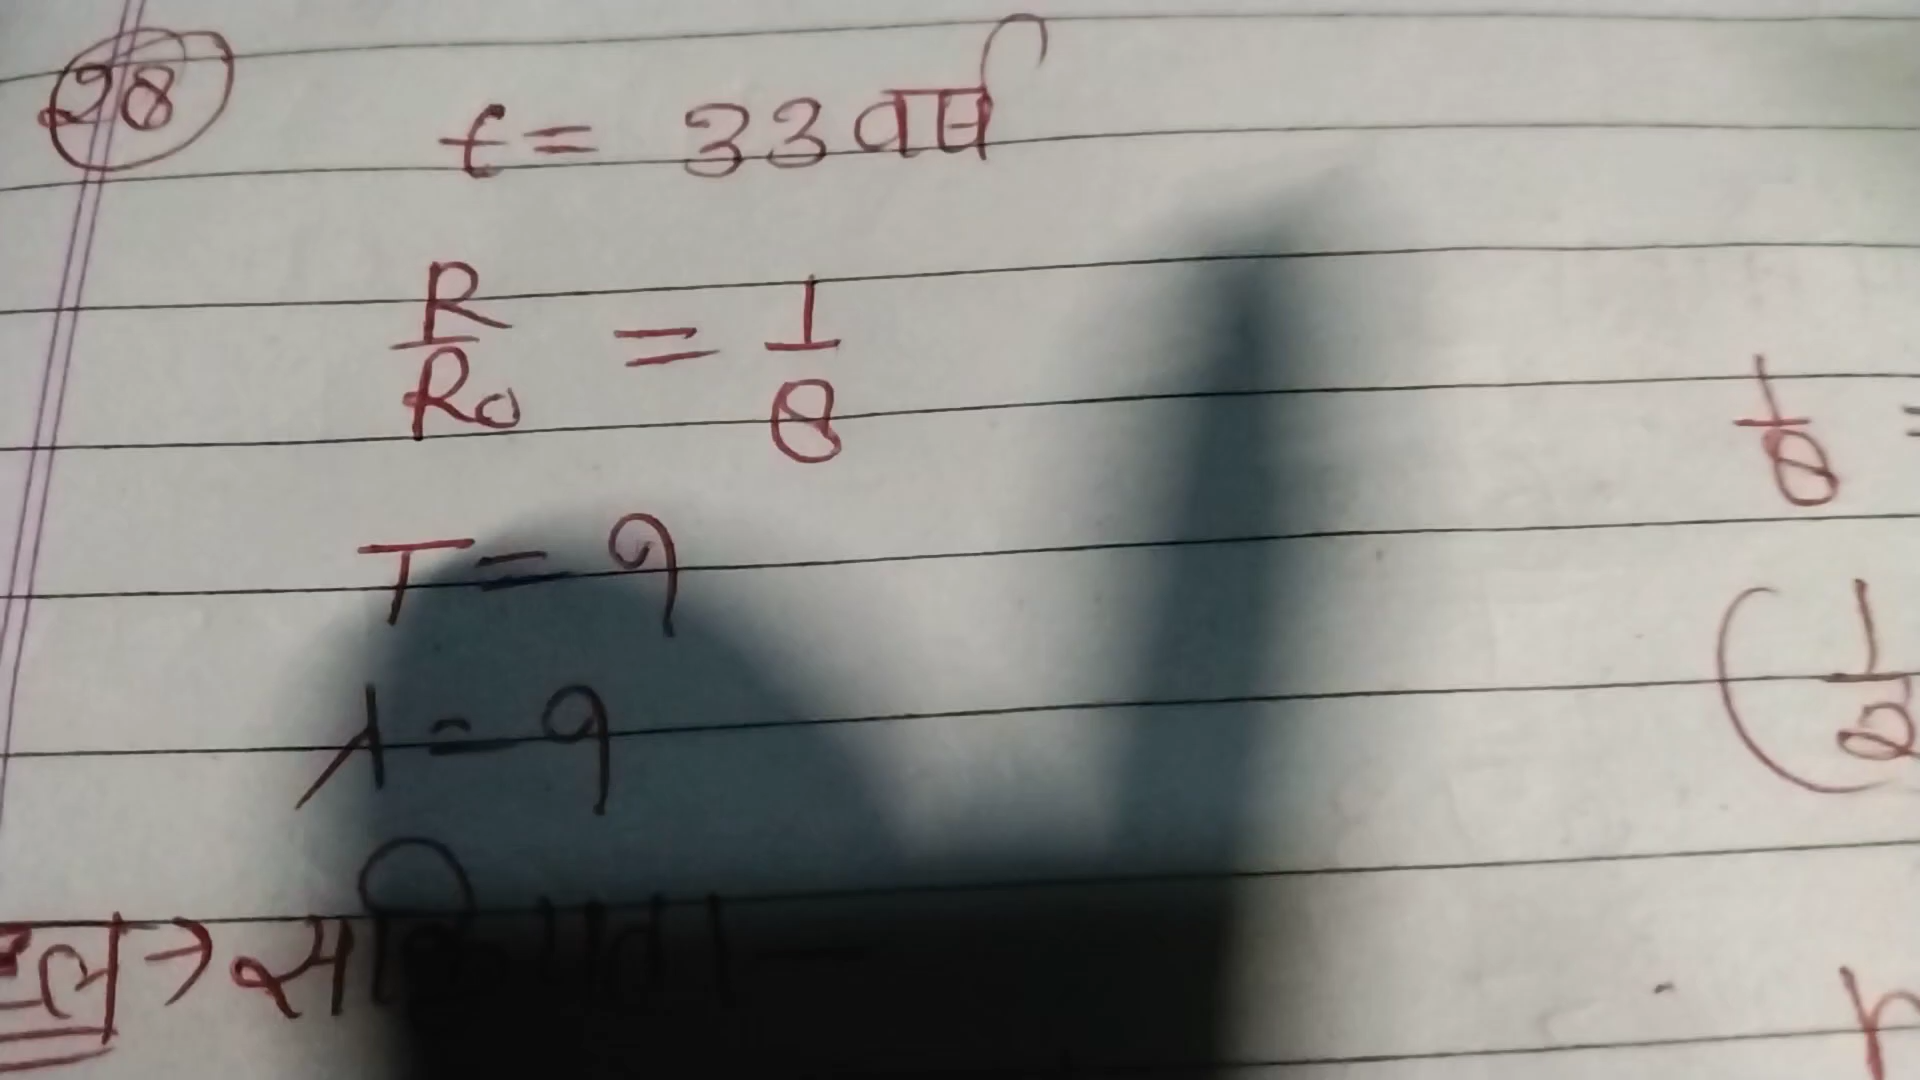 28
t = 33 वर्ष
R/R₀ = 1/8
T = ?
λ = ?
हल →
1/8 =
(1/2